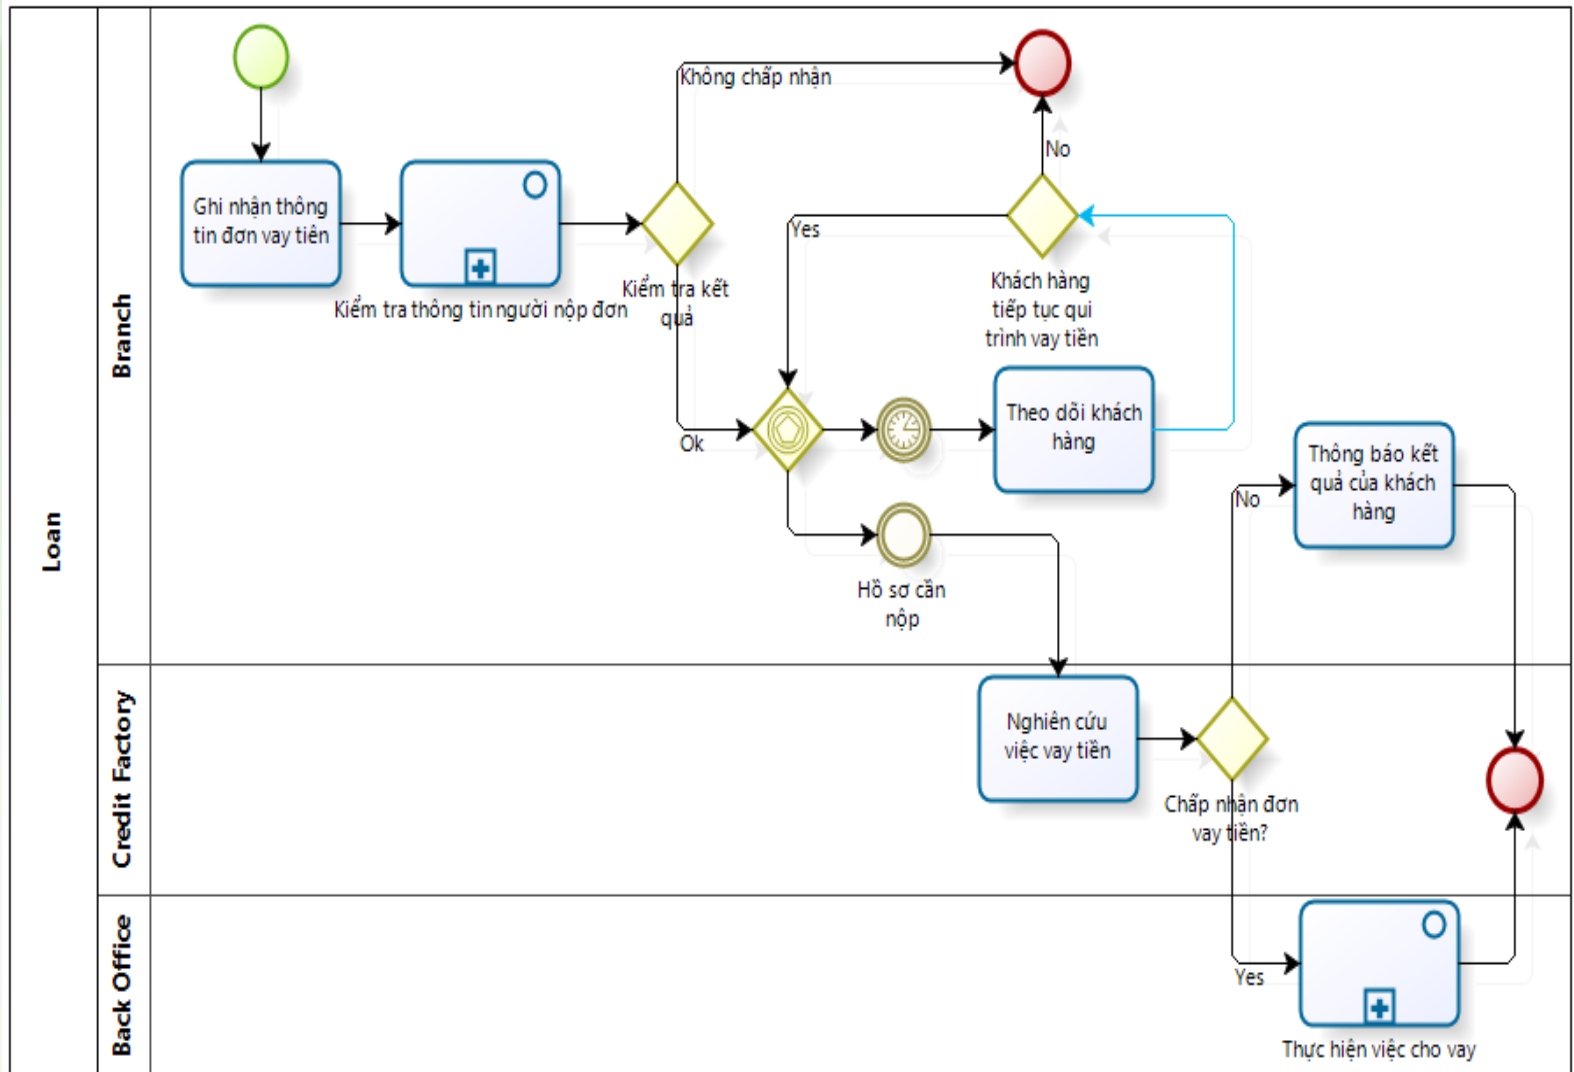 Loan
Branch
Credit Factory
Back Office
Không chấp nhận
No
Ghi nhận thông
tin đơn vay tiên
Kiểm tra thông tin người nộp đơn
Kiểm tra kết
quả
Yes
Khách hàng
tiếp tục qui
trình vay tiền
Ok
Theo dõi khách
hàng
Thông báo kết
quả của khách
hàng
No
Hồ sơ cần
nộp
Nghiên cứu
việc vay tiền
Chấp nhận đơn
vay tiền?
Yes
Thực hiện việc cho vay